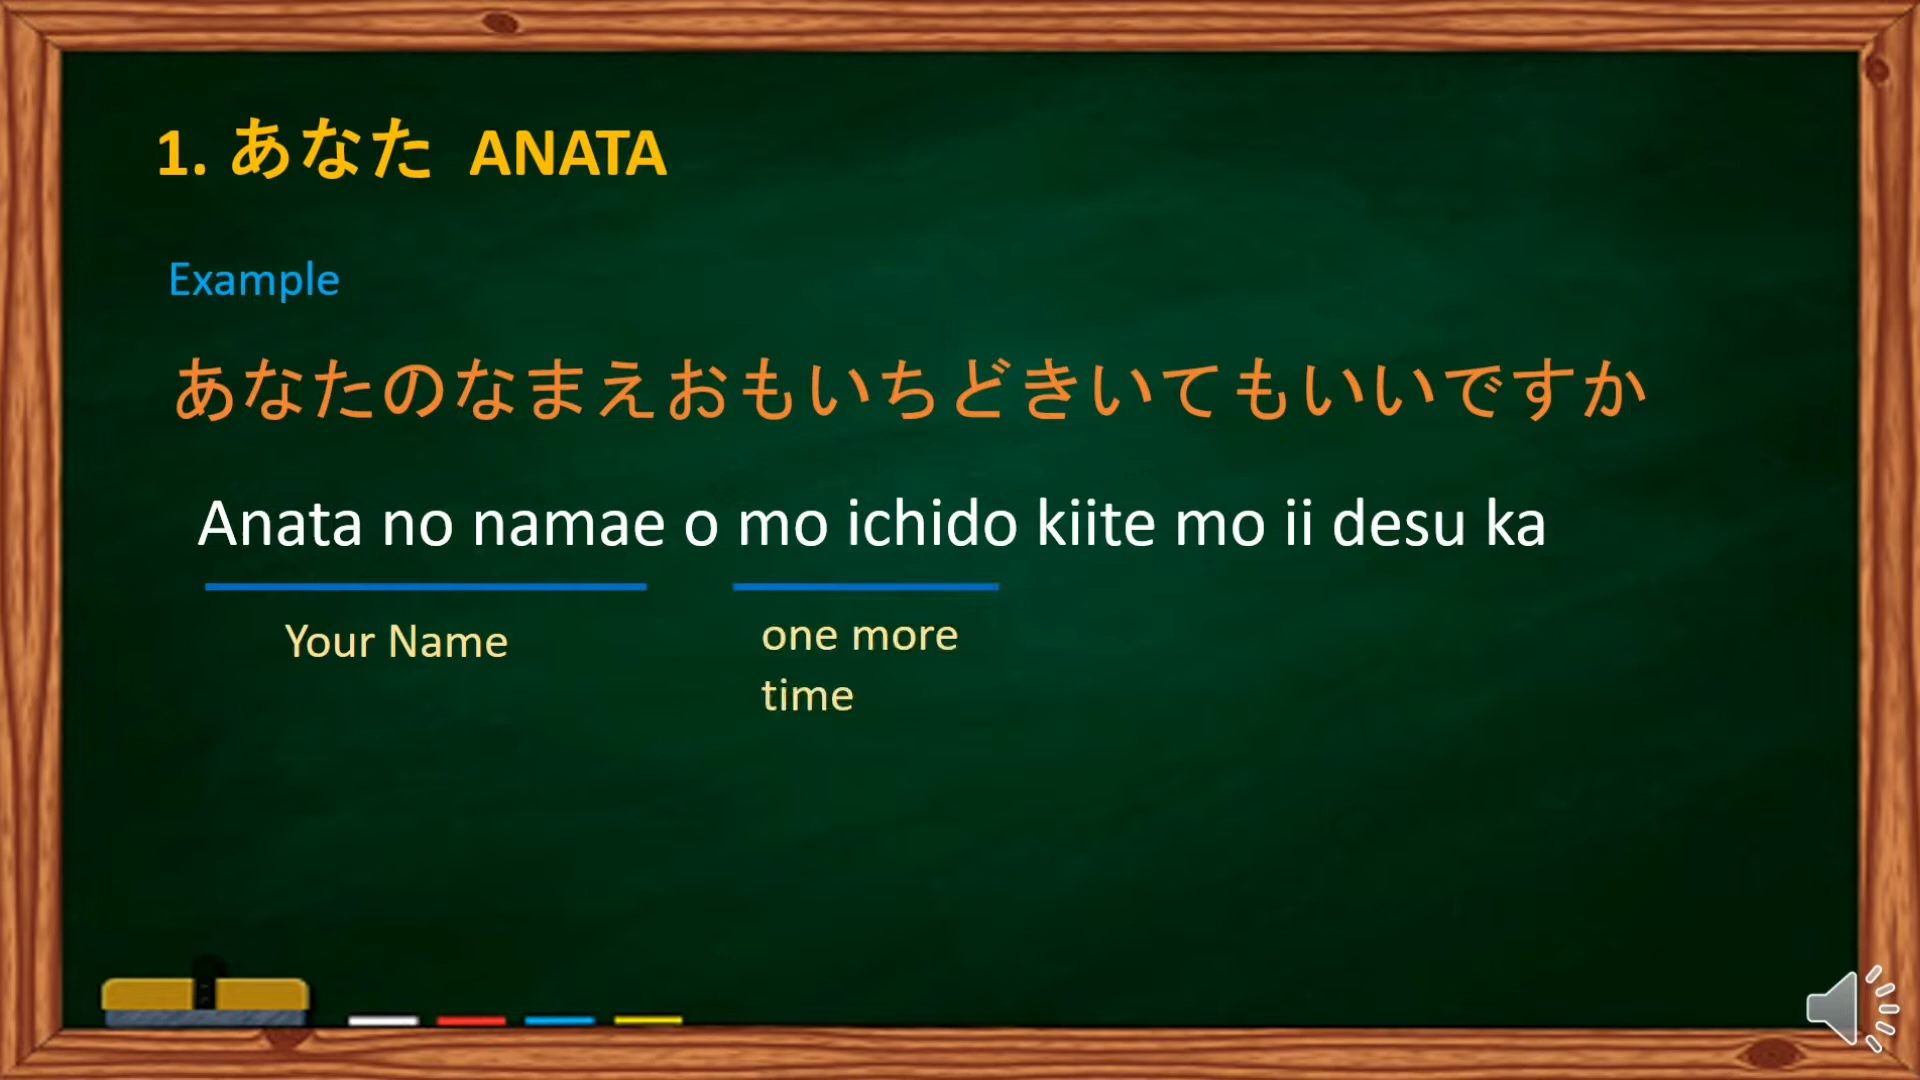 1. あなた ANATA
Example
あなたのなまえおもいちどきいてもいいですか
Anata no namae o mo ichido kiite mo ii desu ka
Your Name
one more
time